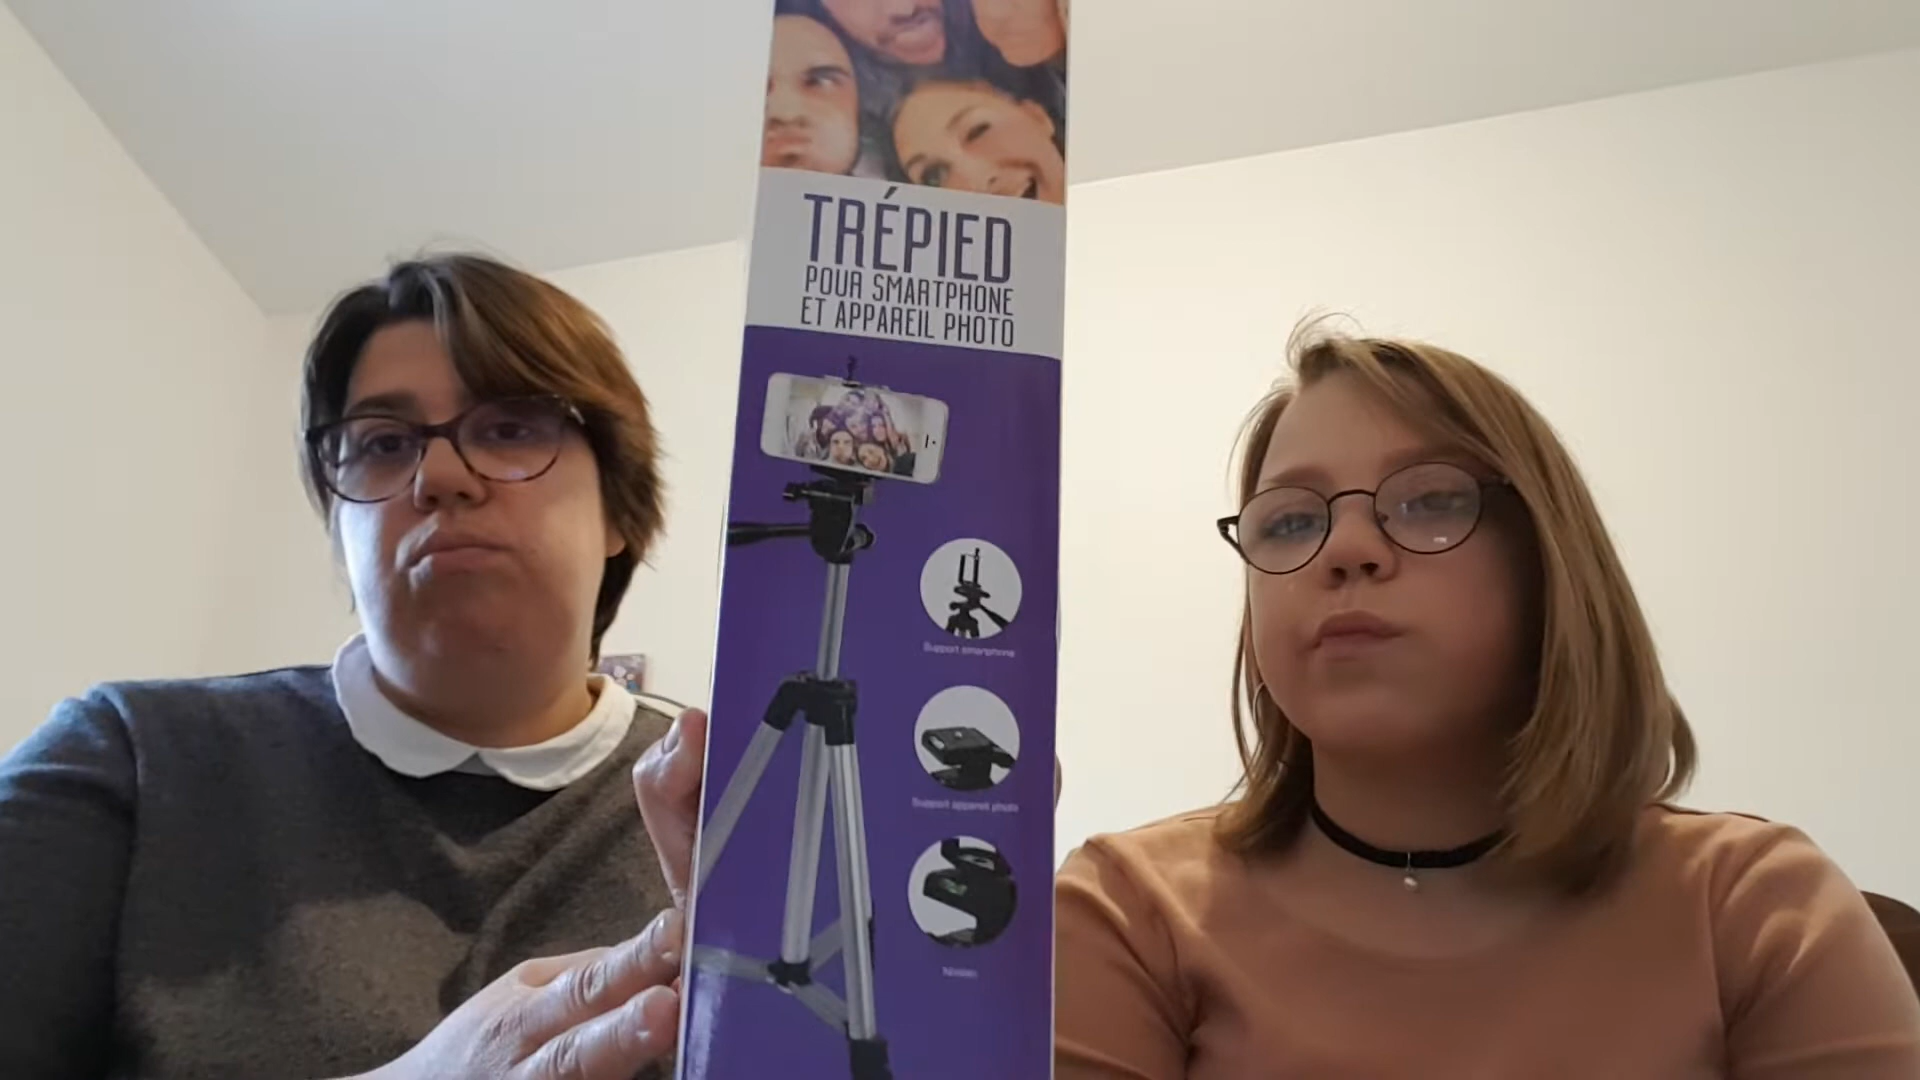 TRÉPIED
POUR SMARTPHONE
ET APPAREIL PHOTO
Support smartphone
Support appareil photo
Niveau